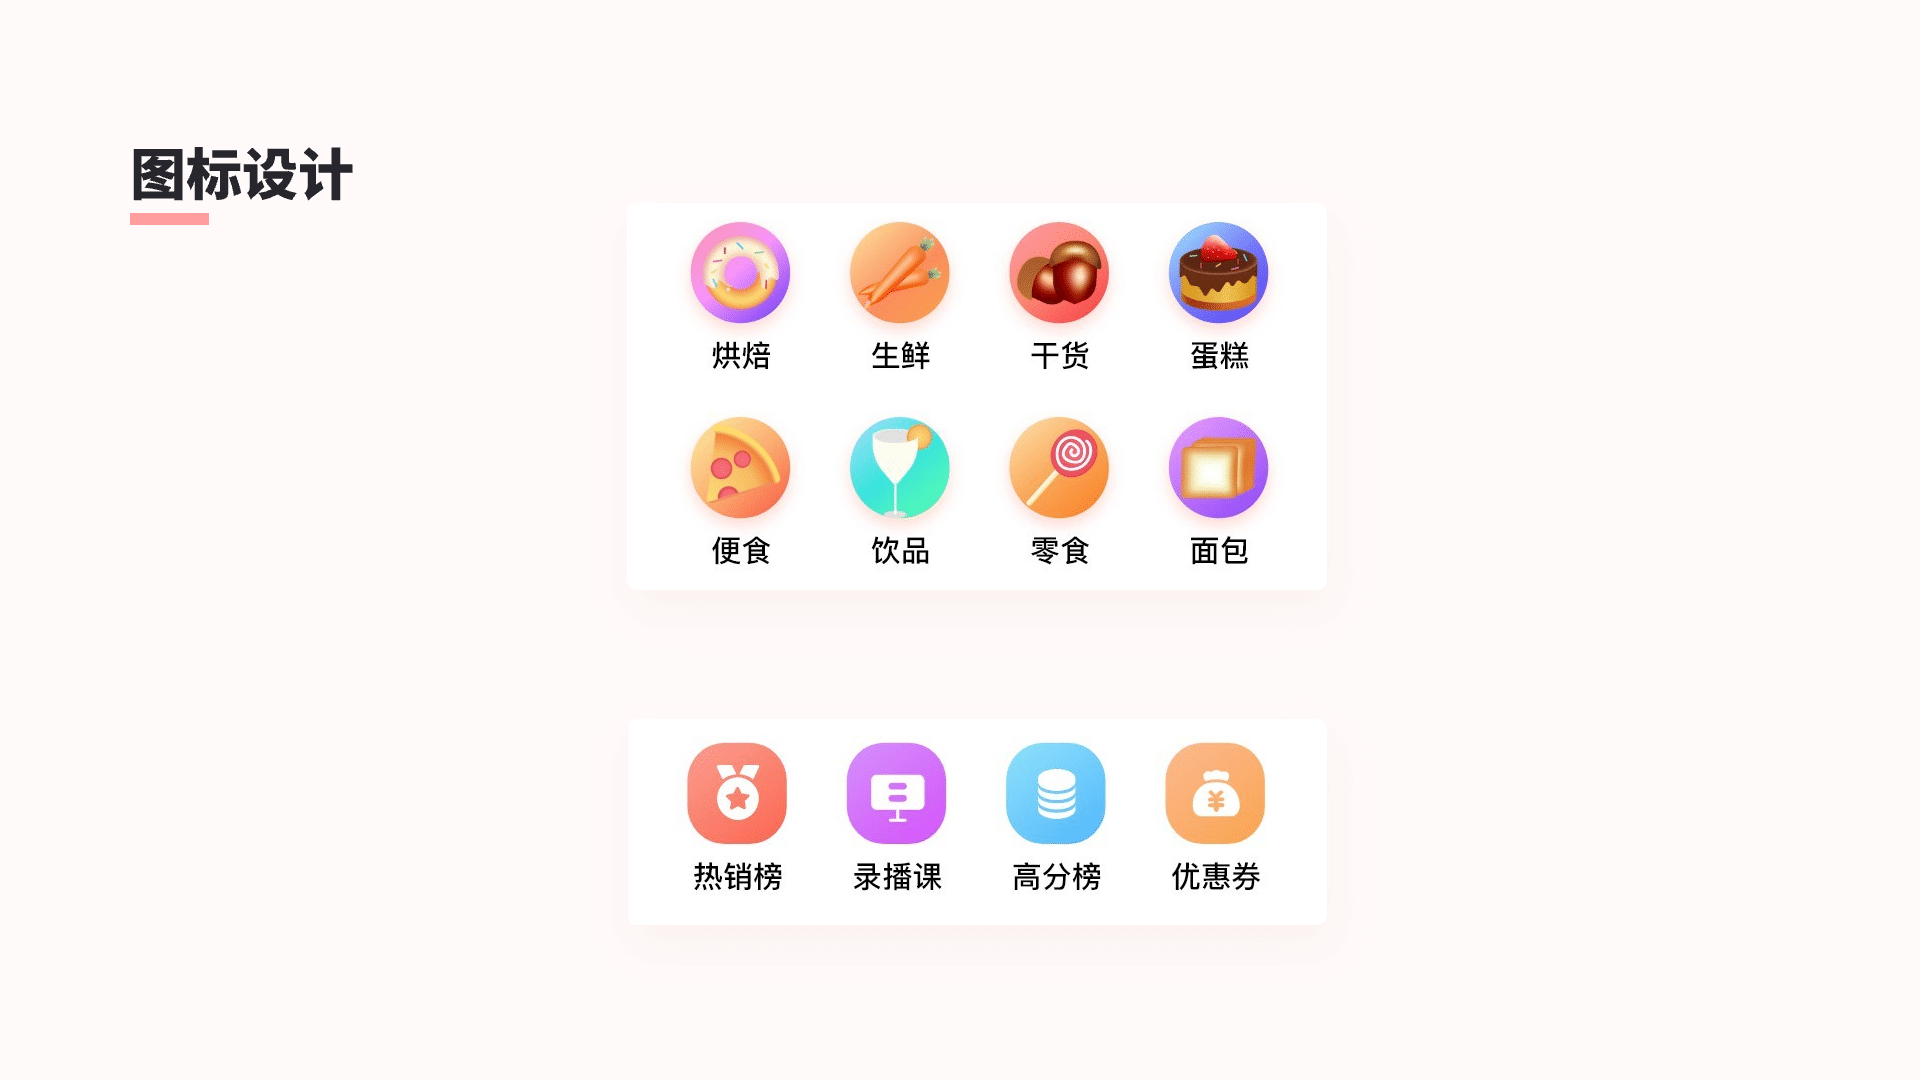 图标设计
烘焙 生鲜 干货 蛋糕
便食 饮品 零食 面包
¥
热销榜 录播课 高分榜 优惠券